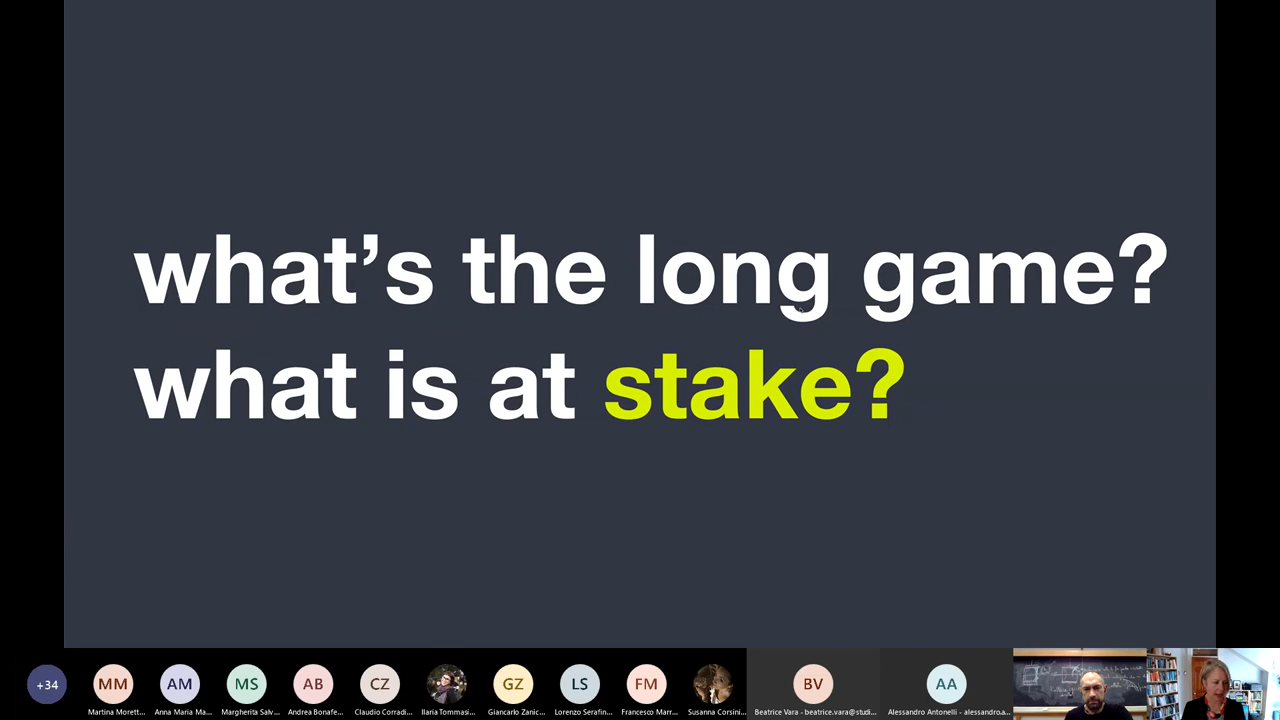 what’s the long game?
what is at stake?
+34
MM
AM
MS
AB
CZ
GZ
LS
FM
BV
AA
Martina Morett...
Anna Maria Ma...
Margherita Salv...
Andrea Bonafe...
Claudio Corradi...
Ilaria Tommasi...
Giancarlo Zanic...
Lorenzo Serafin...
Francesco Marr...
Susanna Corsini...
Beatrice Vara - beatrice.vara@studi...
Alessandro Antonelli - alessandro.a...